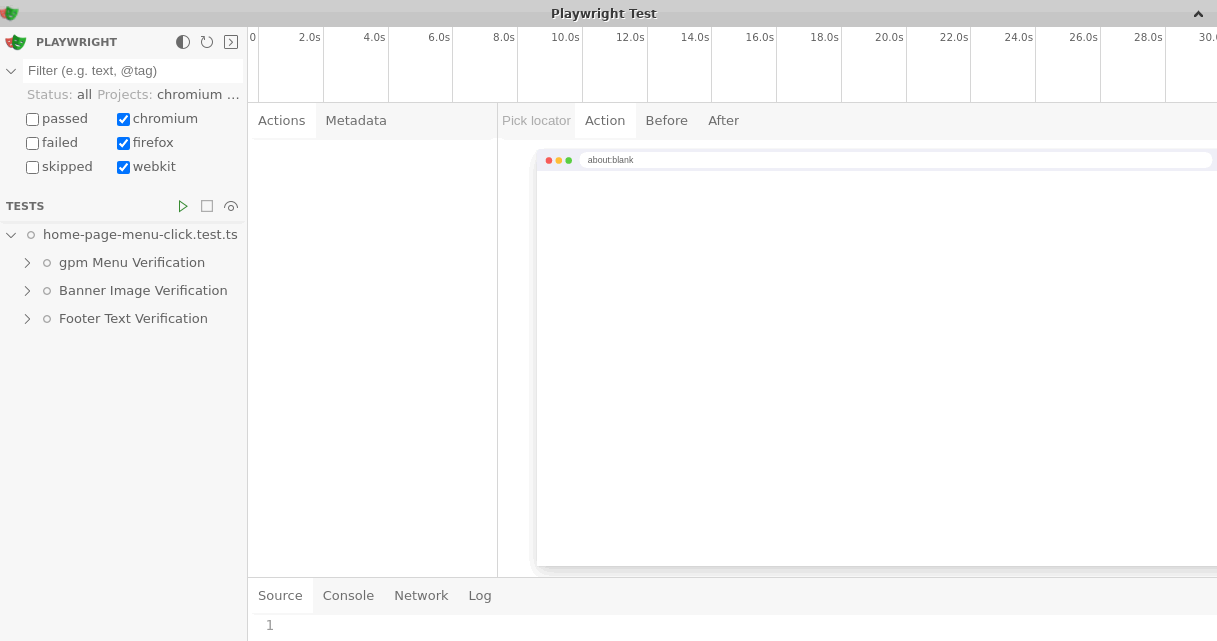 Playwright Test
PLAYWRIGHT
Filter (e.g. text, @tag)
Status: all Projects: chromium ...
passed chromium
failed firefox
skipped webkit
TESTS
home-page-menu-click.test.ts
gpm Menu Verification
Banner Image Verification
Footer Text Verification
0 2.0s 4.0s 6.0s 8.0s 10.0s 12.0s 14.0s 16.0s 18.0s 20.0s 22.0s 24.0s 26.0s 28.0s 30.
Actions Metadata
Pick locator Action Before After
about:blank
Source Console Network Log
1